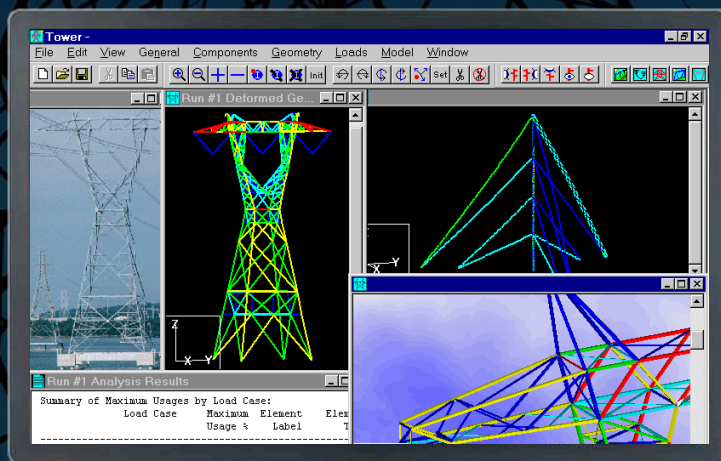 Tower -
File Edit View General Components Geometry Loads Model Window
Init Set
Run #1 Deformed Ge...
Z
X Y
X Y
Run #1 Analysis Results
Summary of Maximum Usages by Load Case:
Load Case Maximum Element Elem
Usage % Label T